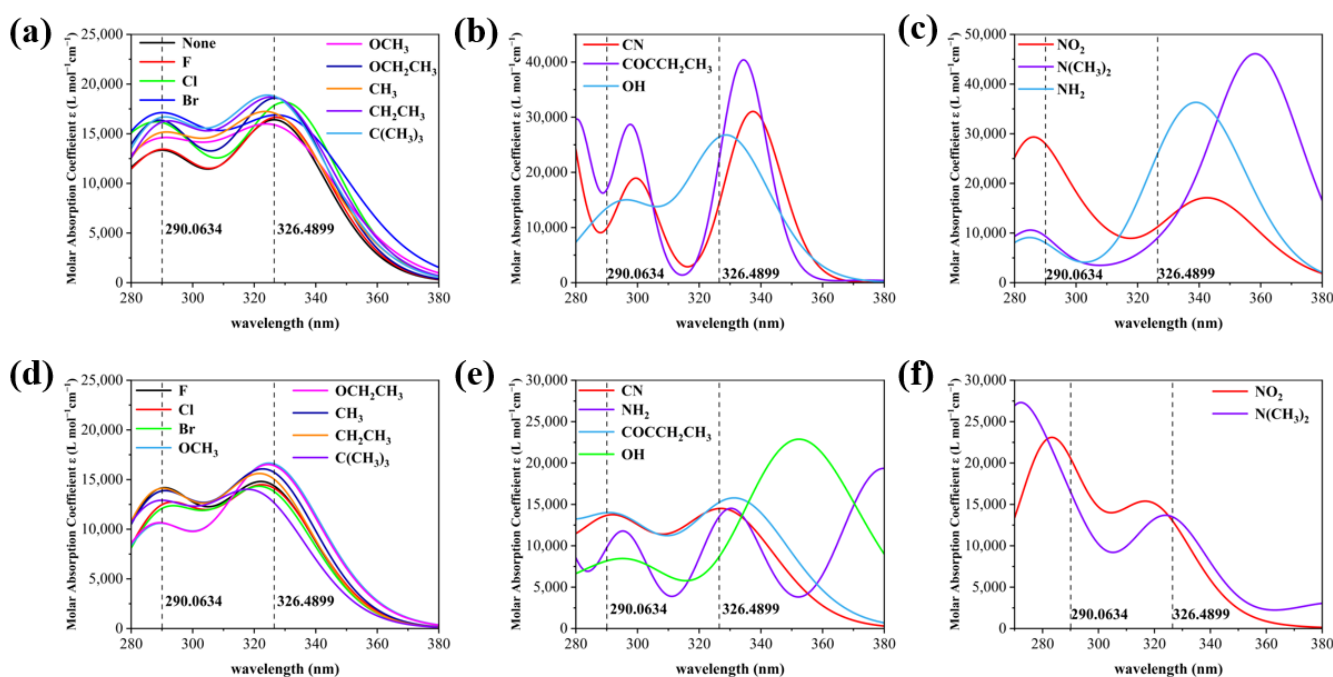 (a)
25,000
20,000
15,000
10,000
5,000
0
Molar Absorption Coefficient ε (L mol⁻¹cm⁻¹)
None
F
Cl
Br
OCH₃
OCH₂CH₃
CH₃
CH₂CH₃
C(CH₃)₃
290.0634
326.4899
280 300 320 340 360 380
wavelength (nm)
(b)
45,000
40,000
35,000
30,000
25,000
20,000
15,000
10,000
5,000
0
Molar Absorption Coefficient ε (L mol⁻¹cm⁻¹)
CN
COCCH₂CH₃
OH
290.0634
326.4899
280 300 320 340 360 380
wavelength (nm)
(c)
50,000
40,000
30,000
20,000
10,000
0
Molar Absorption Coefficient ε (L mol⁻¹cm⁻¹)
NO₂
N(CH₃)₂
NH₂
290.0634
326.4899
280 300 320 340 360 380
wavelength (nm)
(d)
25,000
20,000
15,000
10,000
5,000
0
Molar Absorption Coefficient ε (L mol⁻¹cm⁻¹)
F
Cl
Br
OCH₃
OCH₂CH₃
CH₃
CH₂CH₃
C(CH₃)₃
290.0634
326.4899
280 300 320 340 360 380
wavelength (nm)
(e)
30,000
25,000
20,000
15,000
10,000
5,000
0
Molar Absorption Coefficient ε (L mol⁻¹cm⁻¹)
CN
NH₂
COCCH₂CH₃
OH
290.0634
326.4899
280 300 320 340 360 380
wavelength (nm)
(f)
30,000
25,000
20,000
15,000
10,000
5,000
0
Molar Absorption Coefficient ε (L mol⁻¹cm⁻¹)
NO₂
N(CH₃)₂
290.0634
326.4899
280 300 320 340 360 380
wavelength (nm)